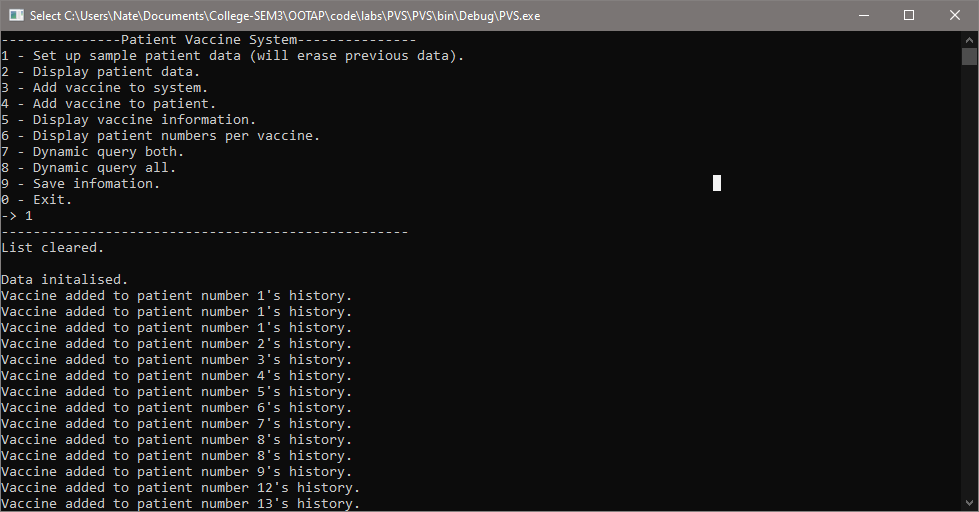 Select C:\Users\Nate\Documents\College-SEM3\OOTAP\code\labs\PVS\PVS\bin\Debug\PVS.exe
---------------Patient Vaccine System---------------
1 - Set up sample patient data (will erase previous data).
2 - Display patient data.
3 - Add vaccine to system.
4 - Add vaccine to patient.
5 - Display vaccine information.
6 - Display patient numbers per vaccine.
7 - Dynamic query both.
8 - Dynamic query all.
9 - Save infomation.
0 - Exit.
-> 1
---------------------------------------------------
List cleared.
Data initalised.
Vaccine added to patient number 1's history.
Vaccine added to patient number 1's history.
Vaccine added to patient number 1's history.
Vaccine added to patient number 2's history.
Vaccine added to patient number 3's history.
Vaccine added to patient number 4's history.
Vaccine added to patient number 5's history.
Vaccine added to patient number 6's history.
Vaccine added to patient number 7's history.
Vaccine added to patient number 8's history.
Vaccine added to patient number 8's history.
Vaccine added to patient number 9's history.
Vaccine added to patient number 12's history.
Vaccine added to patient number 13's history.